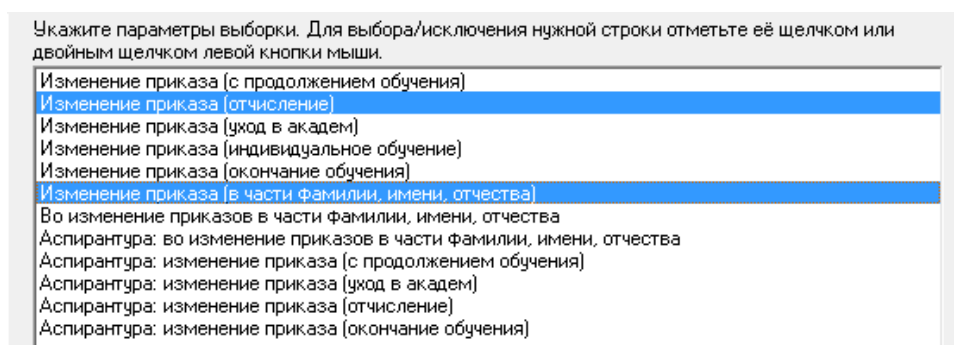 Укажите параметры выборки. Для выбора/исключения нужной строки отметьте её щелчком или
двойным щелчком левой кнопки мыши.
Изменение приказа (с продолжением обучения)
Изменение приказа (отчисление)
Изменение приказа (уход в академ)
Изменение приказа (индивидуальное обучение)
Изменение приказа (окончание обучения)
Изменение приказа (в части фамилии, имени, отчества)
Во изменение приказов в части фамилии, имени, отчества
Аспирантура: во изменение приказов в части фамилии, имени, отчества
Аспирантура: изменение приказа (с продолжением обучения)
Аспирантура: изменение приказа (уход в академ)
Аспирантура: изменение приказа (отчисление)
Аспирантура: изменение приказа (окончание обучения)